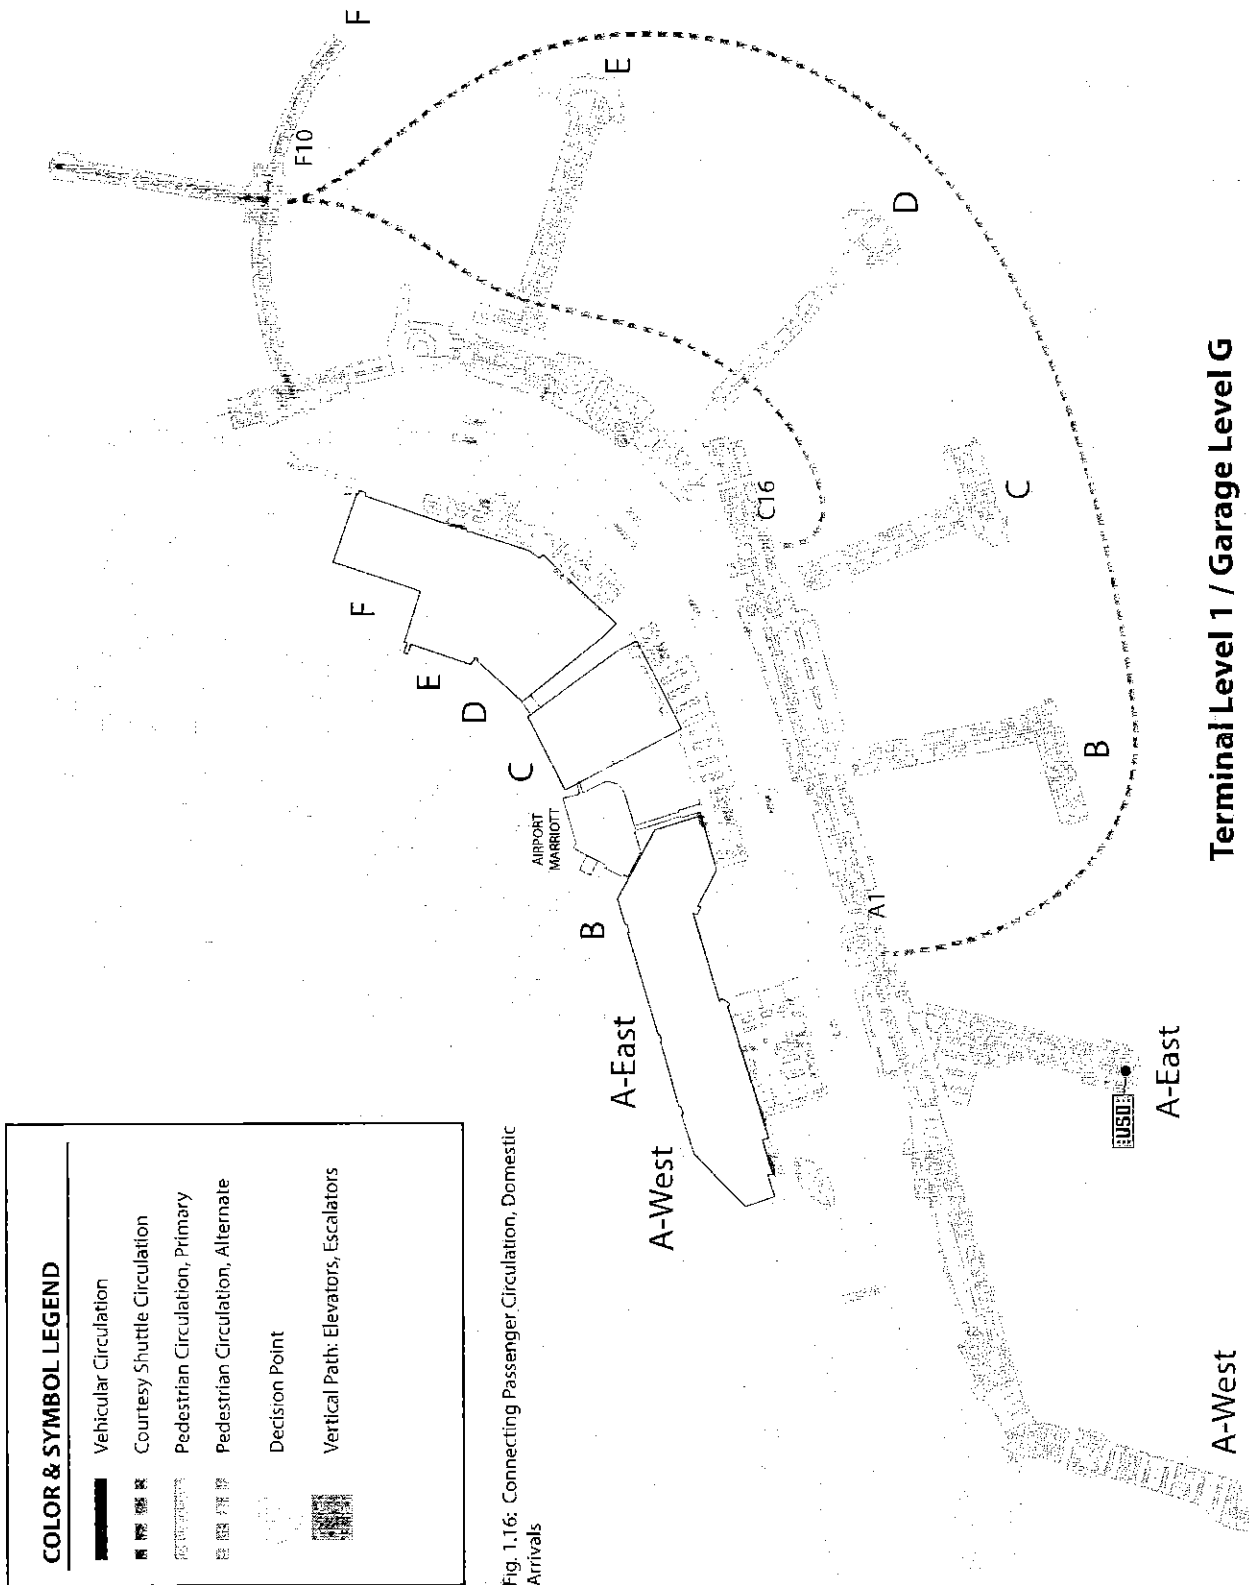 COLOR & SYMBOL LEGEND
Vehicular Circulation
Courtesy Shuttle Circulation
Pedestrian Circulation, Primary
Pedestrian Circulation, Alternate
Decision Point
Vertical Path: Elevators, Escalators
Fig. 1.16: Connecting Passenger Circulation, Domestic
Arrivals
A-West
A-East
B
AIRPORT
MARRIOTT
C
D
E
F
F
F10
E
D
C16
C
B
A1
USO
A-East
A-West
Terminal Level 1 / Garage Level G